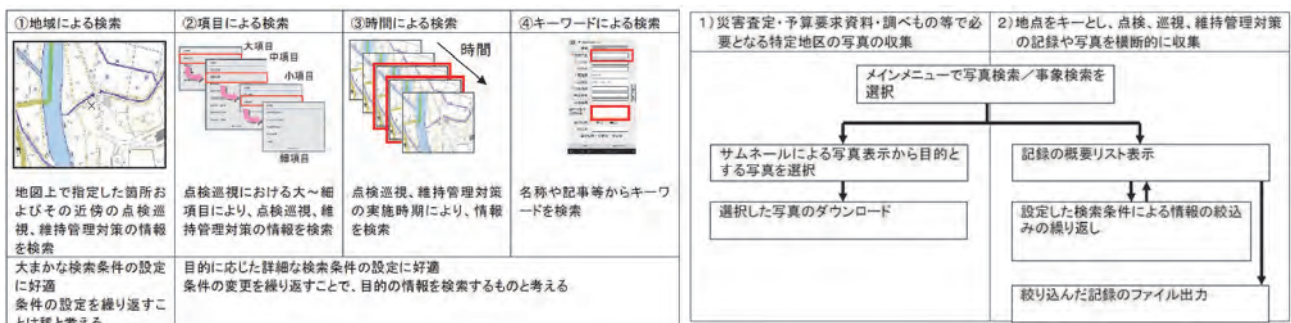 ①地域による検索
②項目による検索
③時間による検索
④キーワードによる検索
大項目
中項目
小項目
細項目
時間
地図上で指定した箇所お
よびその近傍の点検巡
視、維持管理対策の情報
を検索
点検巡視における大～細
項目により、点検巡視、維
持管理対策の情報を検索
点検巡視、維持管理対策
の実施時期により、情報
を検索
名称や記事等からキーワ
ードを検索
大まかな検索条件の設定
に好適
条件の設定を繰り返すこ
とは稀と考える
目的に応じた詳細な検索条件の設定に好適
条件の変更を繰り返すことで、目的の情報を検索するものと考える
1)災害査定・予算要求資料・調べもの等で必
要となる特定地区の写真の収集
2)地点をキーとし、点検、巡視、維持管理対策
の記録や写真を横断的に収集
メインメニューで写真検索／事象検索を
選択
サムネールによる写真表示から目的と
する写真を選択
選択した写真のダウンロード
記録の概要リスト表示
設定した検索条件による情報の絞込
みの繰り返し
絞り込んだ記録のファイル出力